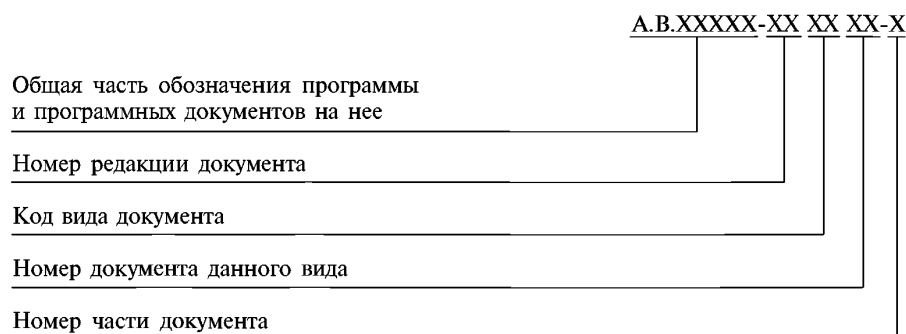 А.В.ХХХХХ-ХХ ХХ ХХ-Х
Общая часть обозначения программы
и программных документов на нее
Номер редакции документа
Код вида документа
Номер документа данного вида
Номер части документа